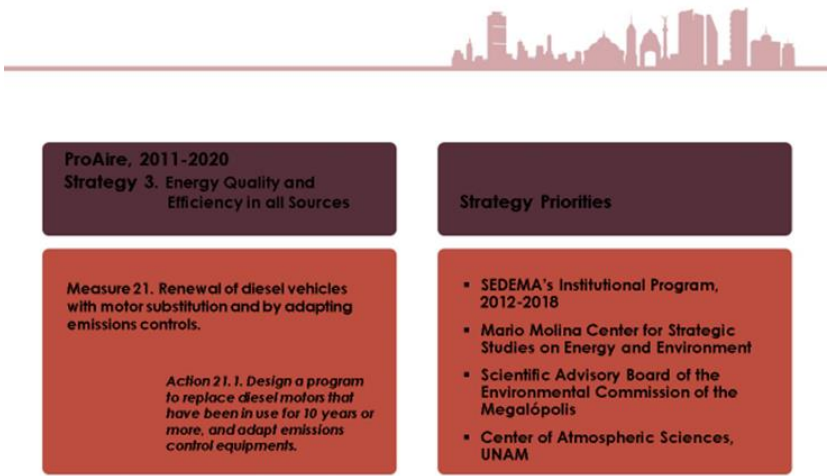 ProAire, 2011-2020
Strategy 3. Energy Quality and
Efficiency in all Sources
Measure 21. Renewal of diesel vehicles
with motor substitution and by adapting
emissions controls.
Action 21.1. Design a program
to replace diesel motors that
have been in use for 10 years or
more, and adapt emissions
control equipments.
Strategy Priorities
▪ SEDEMA's Institutional Program,
2012-2018
▪ Mario Molina Center for Strategic
Studies on Energy and Environment
▪ Scientific Advisory Board of the
Environmental Commission of the
Megalópolis
▪ Center of Atmospheric Sciences,
UNAM